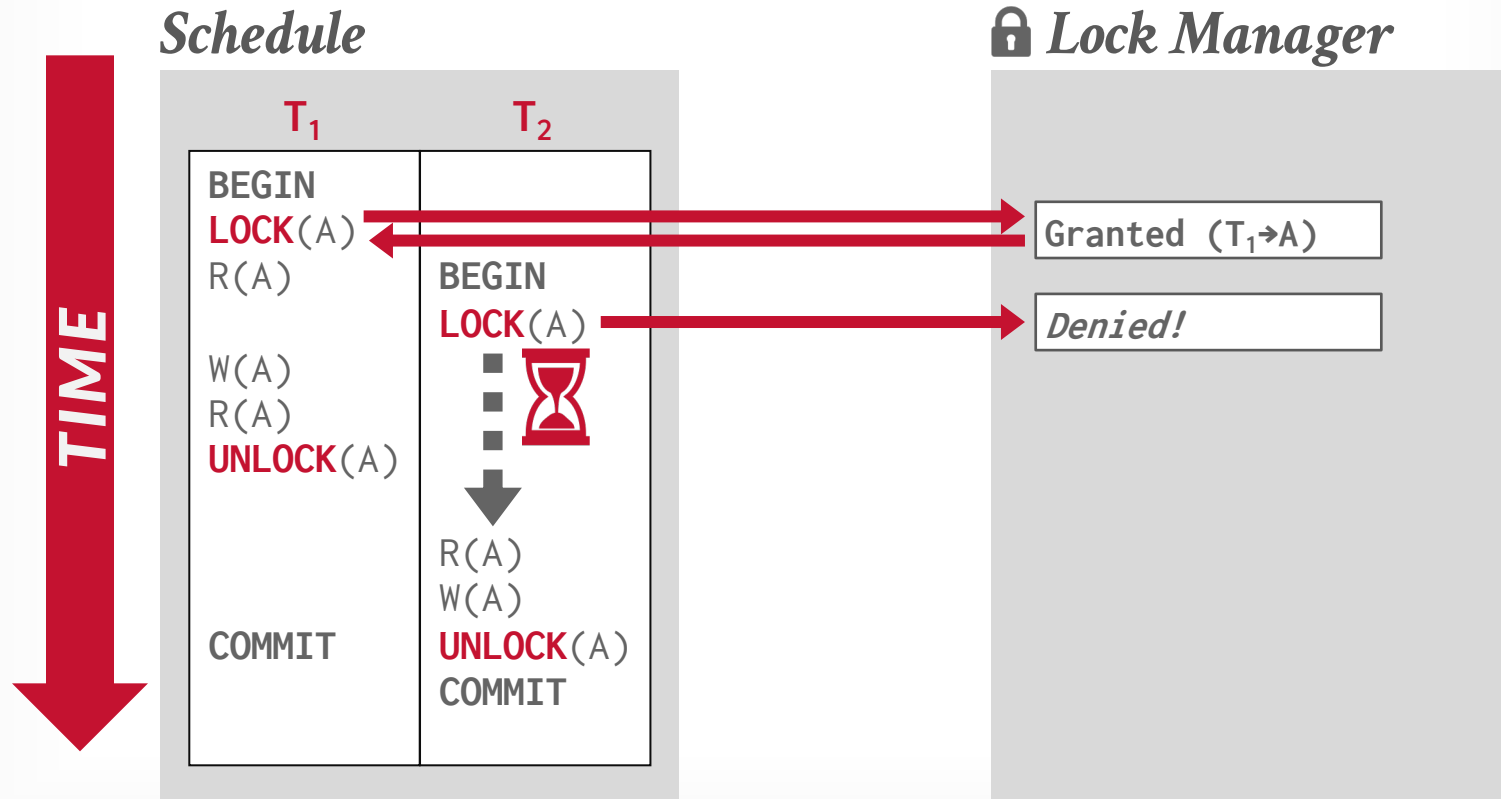 Schedule
Lock Manager
TIME
T₁ T₂
BEGIN
LOCK(A)
Granted (T₁→A)
R(A) BEGIN
LOCK(A)
Denied!
W(A)
R(A)
UNLOCK(A)
R(A)
W(A)
COMMIT UNLOCK(A)
COMMIT